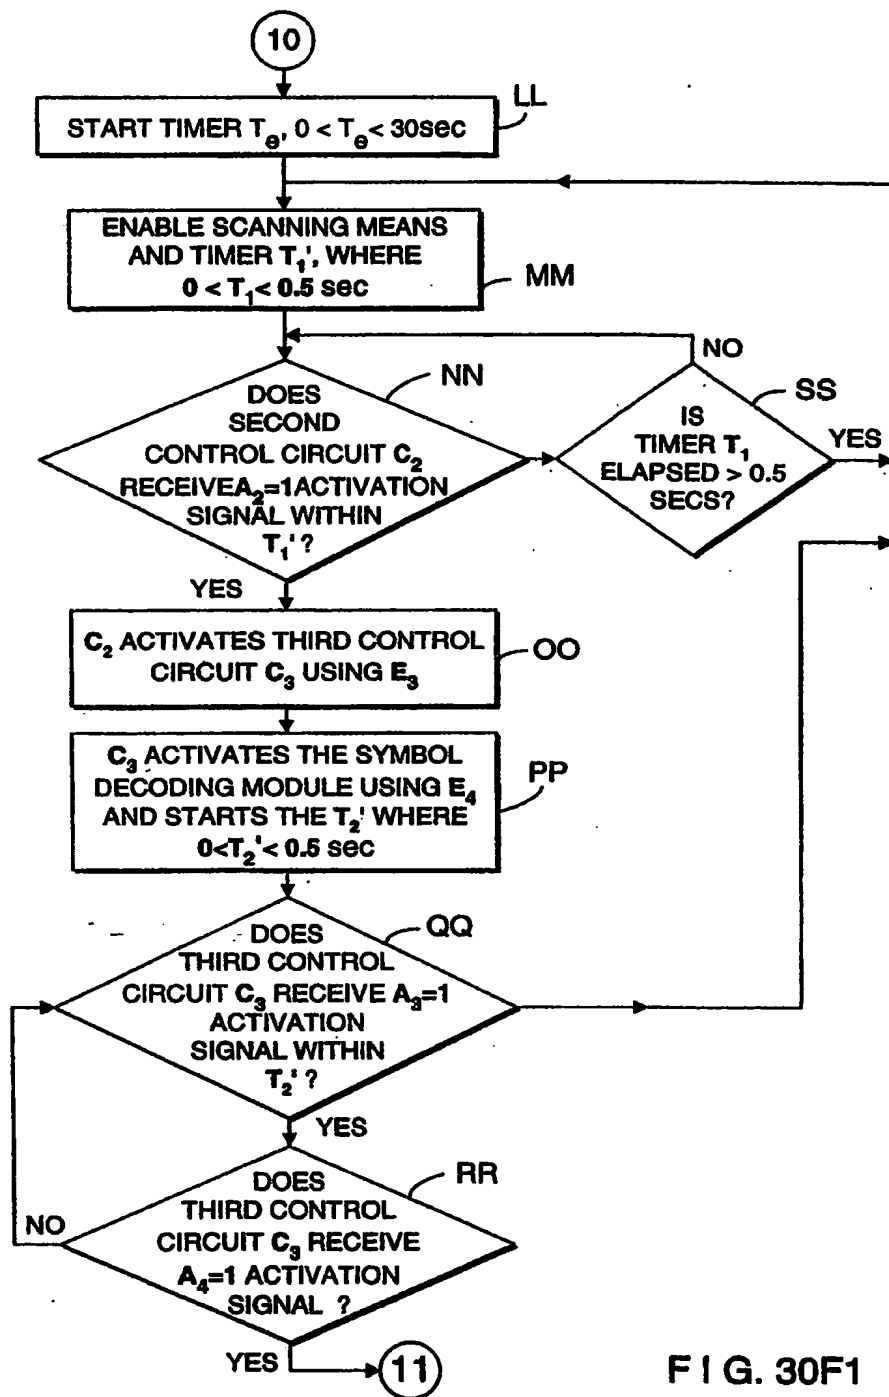 10
LL
START TIMER Te, 0 < Te < 30sec
ENABLE SCANNING MEANS
AND TIMER T1', WHERE
0 < T1 < 0.5 sec
MM
NO
NN
DOES
SECOND
CONTROL CIRCUIT C2
RECEIVEA2=1ACTIVATION
SIGNAL WITHIN
T1' ?
SS
IS
TIMER T1
ELAPSED > 0.5
SECS?
YES
YES
C2 ACTIVATES THIRD CONTROL
CIRCUIT C3 USING E3
OO
C3 ACTIVATES THE SYMBOL
DECODING MODULE USING E4
AND STARTS THE T2' WHERE
0<T2'< 0.5 sec
PP
QQ
DOES
THIRD CONTROL
CIRCUIT C3 RECEIVE A3=1
ACTIVATION
SIGNAL WITHIN
T2' ?
YES
RR
DOES
THIRD CONTROL
CIRCUIT C3 RECEIVE
A4=1 ACTIVATION
SIGNAL ?
NO
YES
11
FIG. 30F1